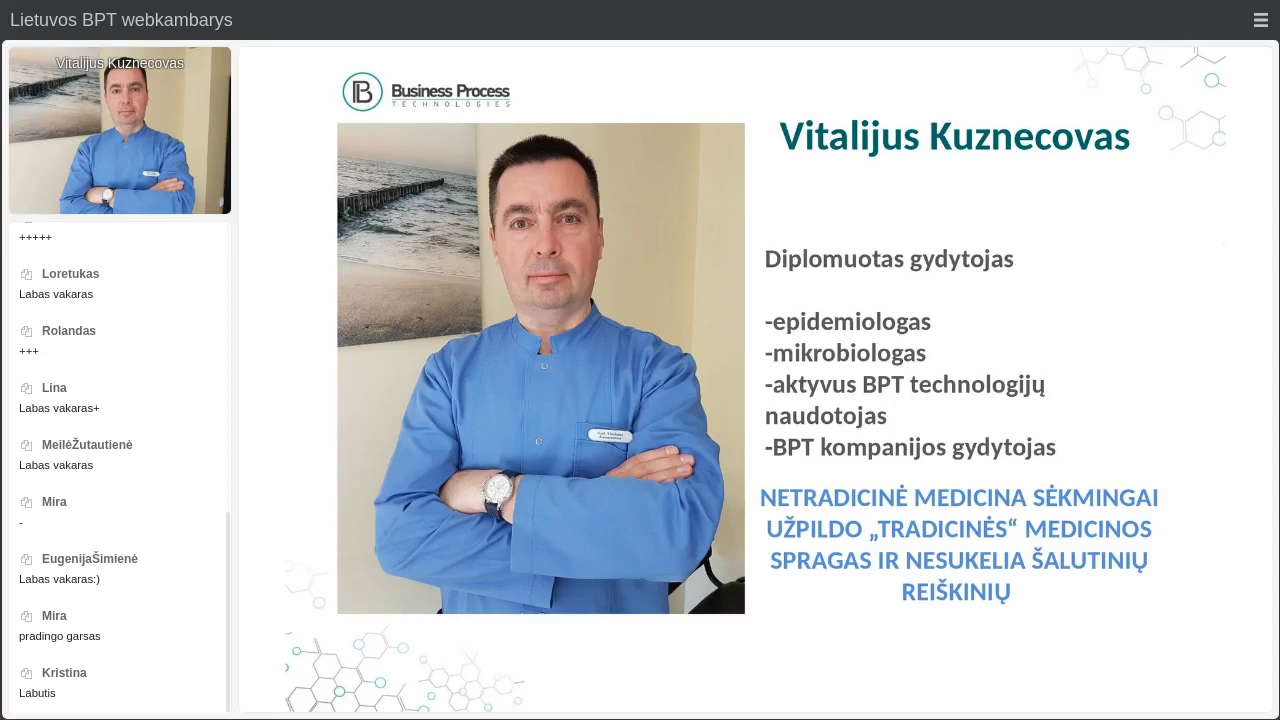 Lietuvos BPT webkambarys
Vitalijus Kuznecovas
+++++
Loretukas
Labas vakaras
Rolandas
+++
Lina
Labas vakaras+
MeilėŽutautienė
Labas vakaras
Mira
-
EugenijaŠimienė
Labas vakaras:)
Mira
pradingo garsas
Kristina
Labutis
Business Process
TECHNOLOGIES
Vitalijus Kuznecovas
Diplomuotas gydytojas
-epidemiologas
-mikrobiologas
-aktyvus BPT technologijų
naudotojas
-BPT kompanijos gydytojas
NETRADICINĖ MEDICINA SĖKMINGAI
UŽPILDO „TRADICINĖS“ MEDICINOS
SPRAGAS IR NESUKELIA ŠALUTINIŲ
REIŠKINIŲ